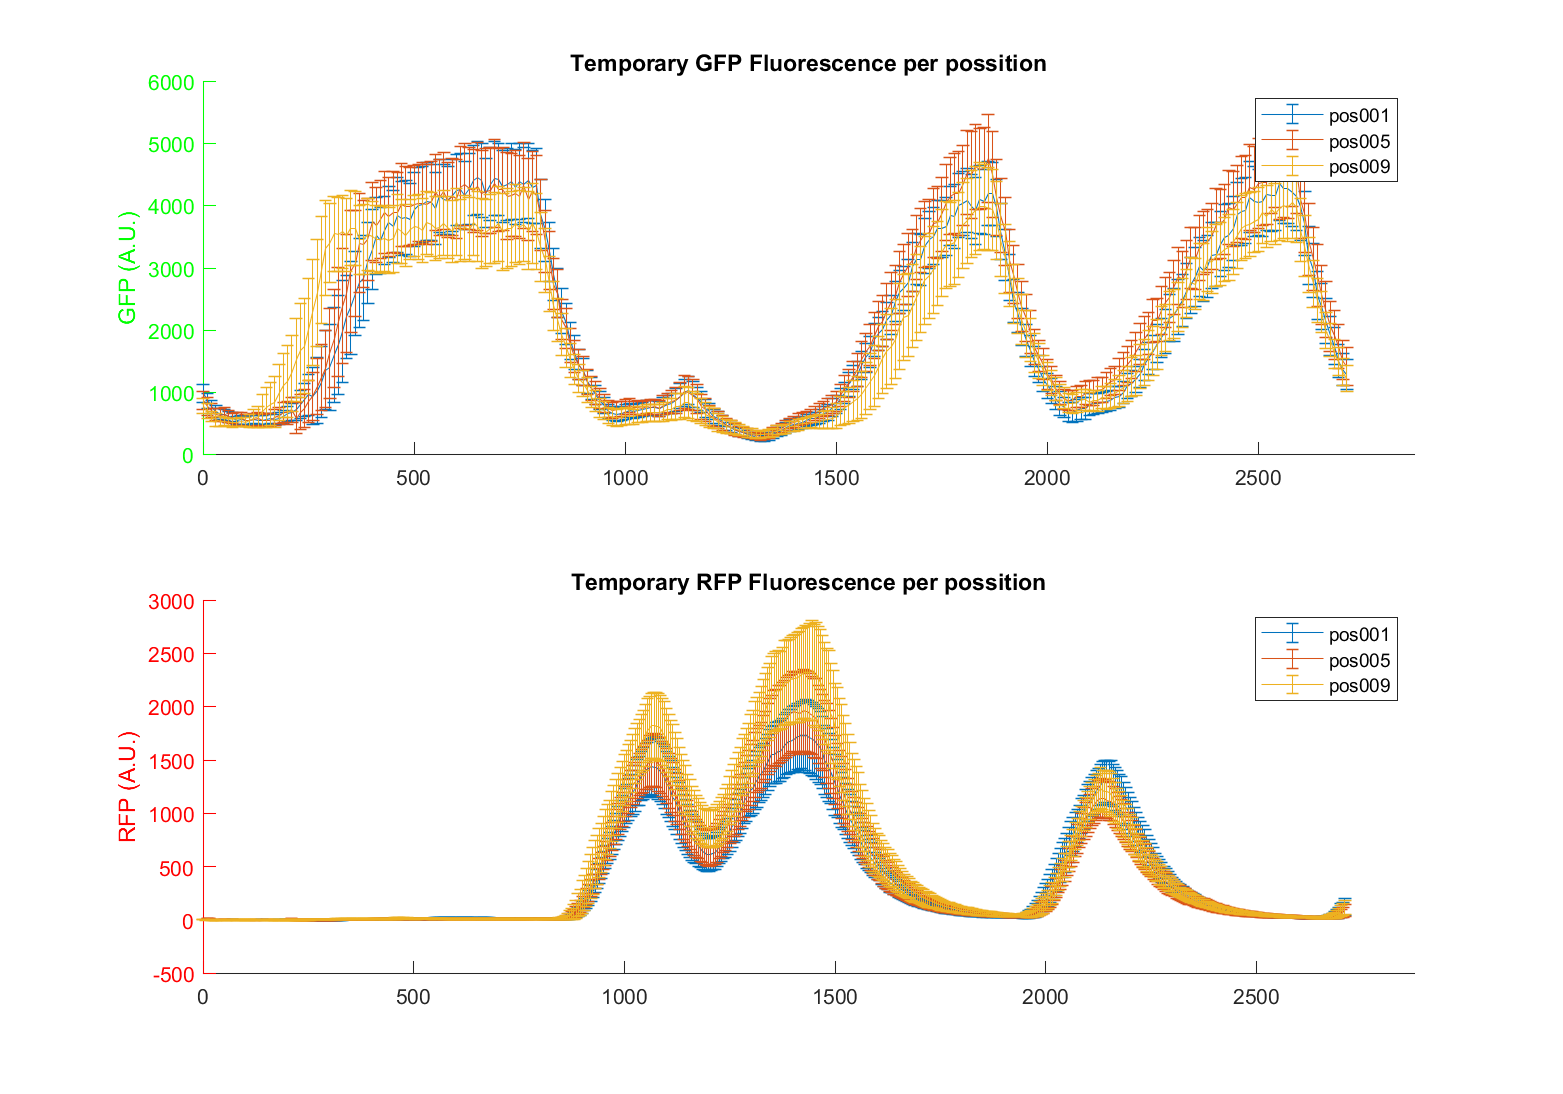 Temporary GFP Fluorescence per possition
6000
5000
4000
3000
2000
1000
0
GFP (A.U.)
0 500 1000 1500 2000 2500
pos001
pos005
pos009
Temporary RFP Fluorescence per possition
3000
2500
2000
1500
1000
500
0
-500
RFP (A.U.)
0 500 1000 1500 2000 2500
pos001
pos005
pos009